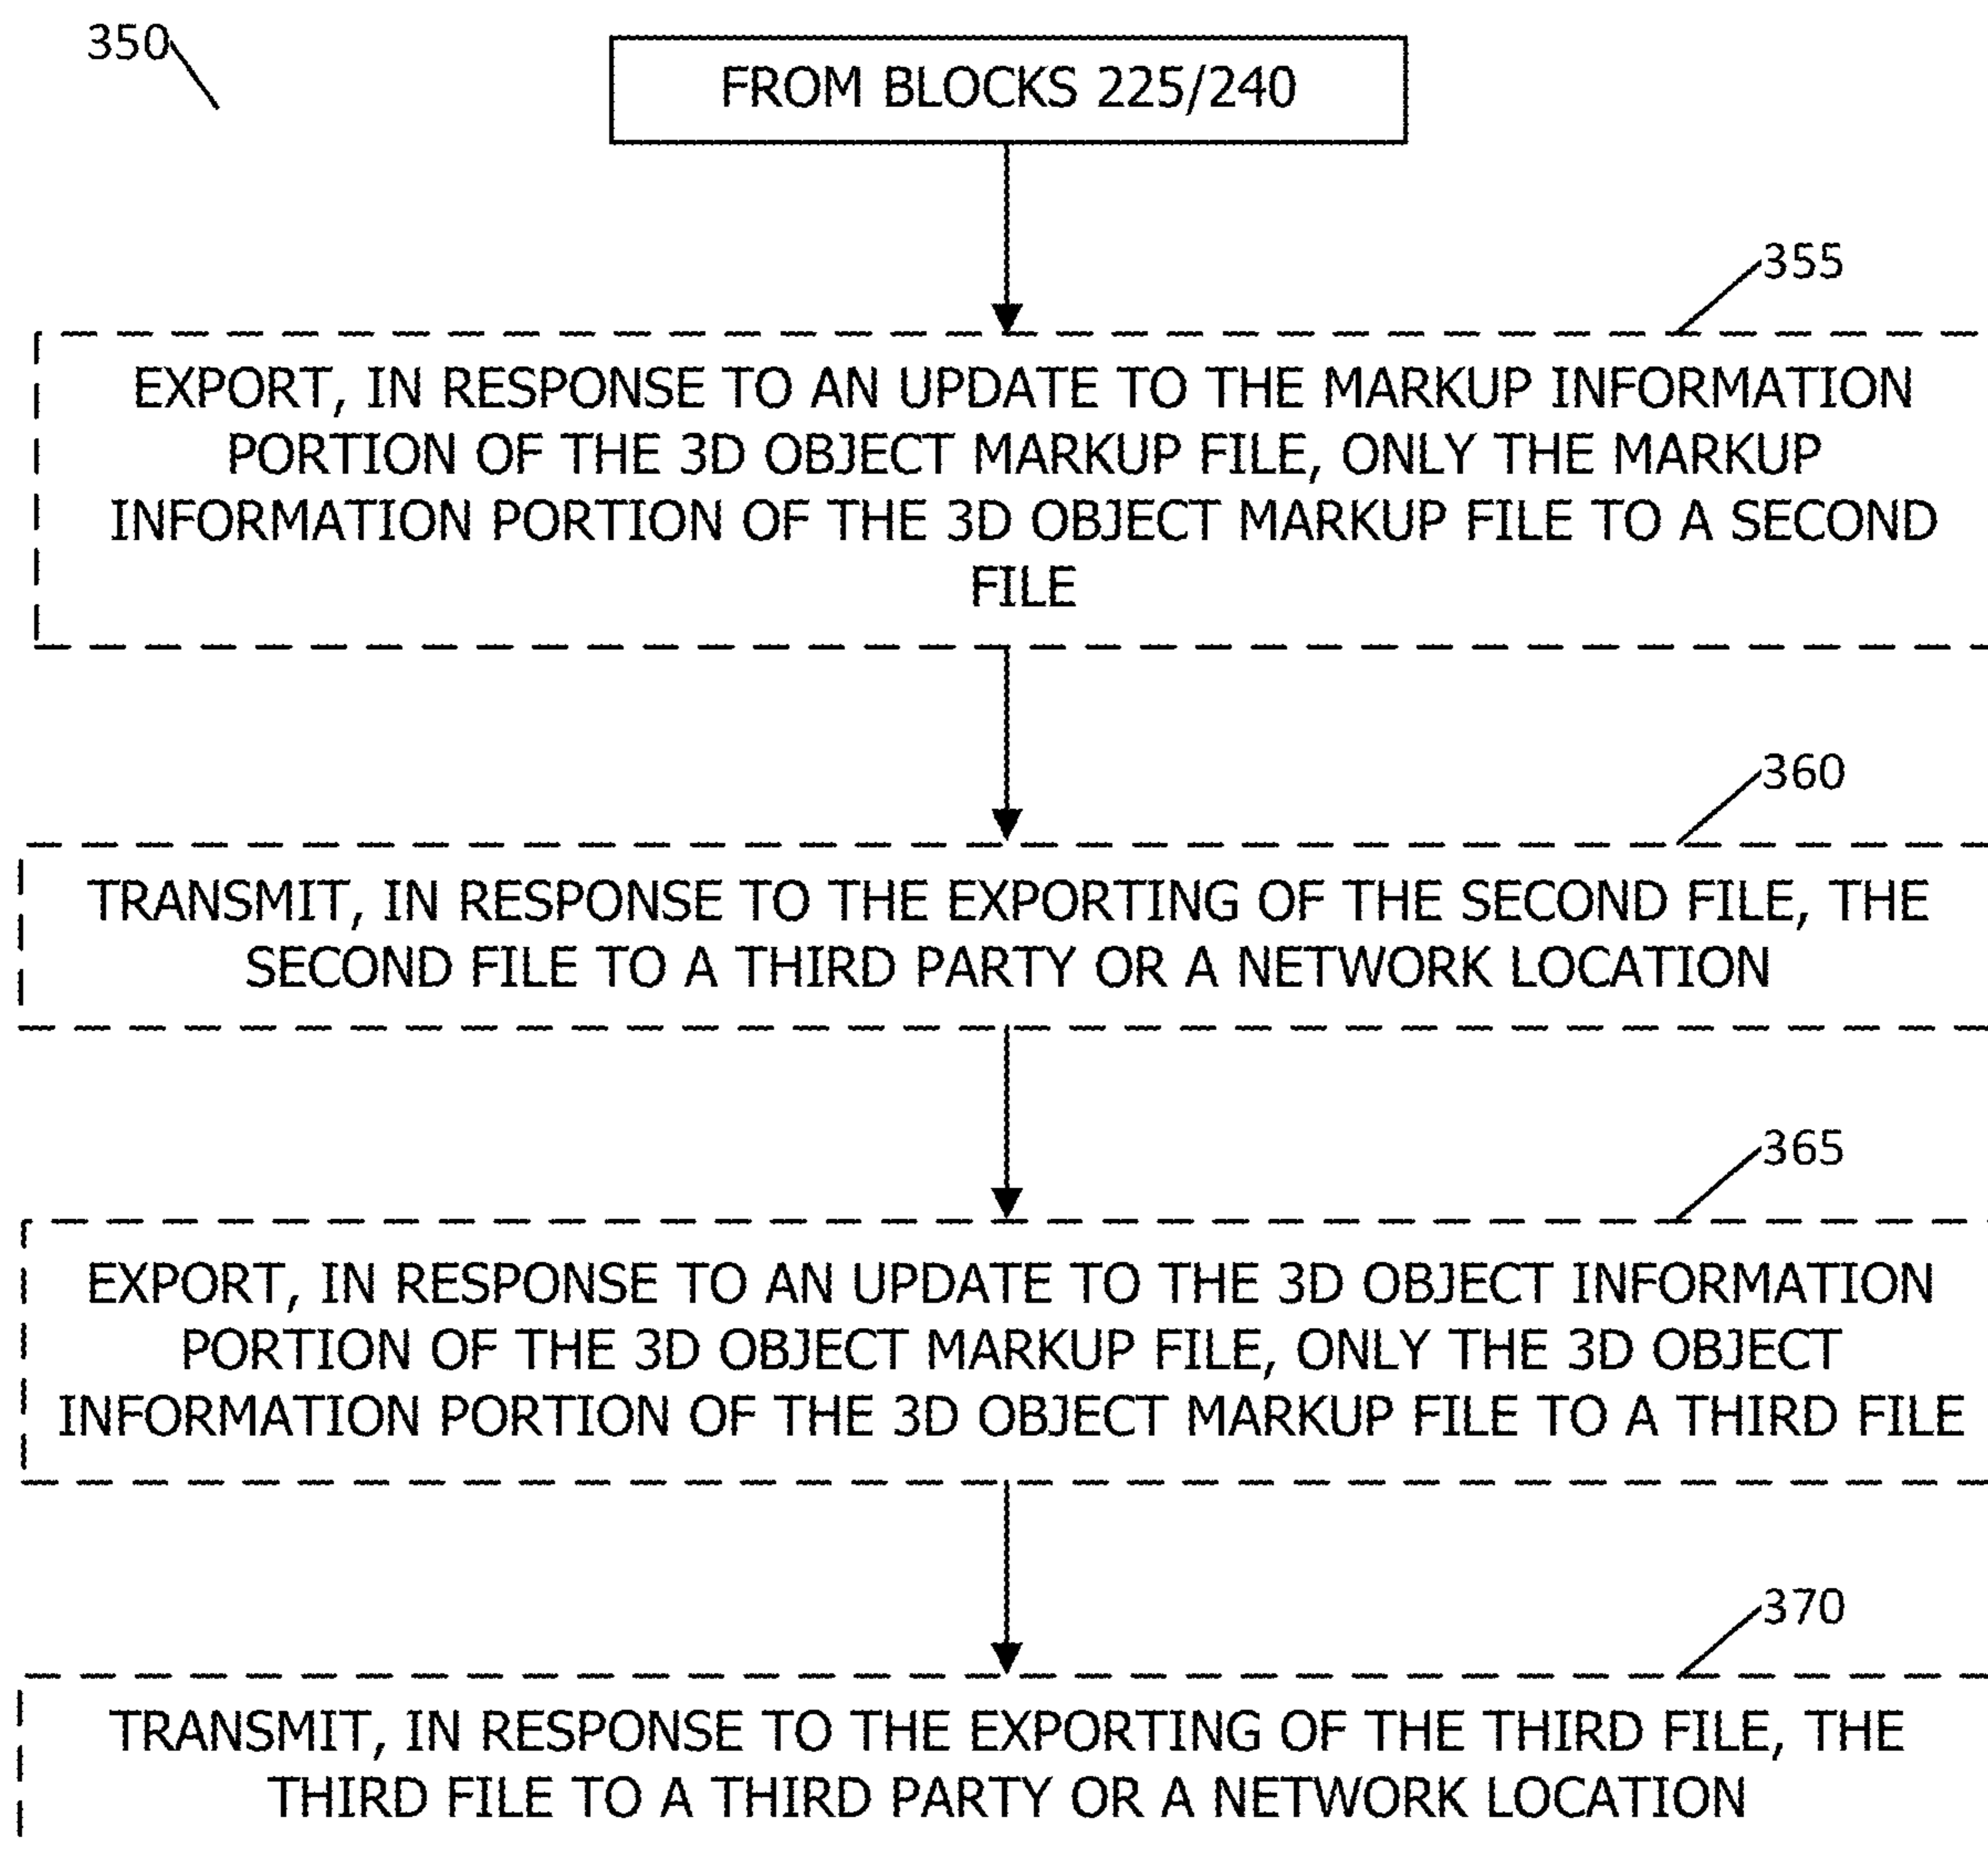 350
FROM BLOCKS 225/240
355
EXPORT, IN RESPONSE TO AN UPDATE TO THE MARKUP INFORMATION
PORTION OF THE 3D OBJECT MARKUP FILE, ONLY THE MARKUP
INFORMATION PORTION OF THE 3D OBJECT MARKUP FILE TO A SECOND
FILE
360
TRANSMIT, IN RESPONSE TO THE EXPORTING OF THE SECOND FILE, THE
SECOND FILE TO A THIRD PARTY OR A NETWORK LOCATION
365
EXPORT, IN RESPONSE TO AN UPDATE TO THE 3D OBJECT INFORMATION
PORTION OF THE 3D OBJECT MARKUP FILE, ONLY THE 3D OBJECT
INFORMATION PORTION OF THE 3D OBJECT MARKUP FILE TO A THIRD FILE
370
TRANSMIT, IN RESPONSE TO THE EXPORTING OF THE THIRD FILE, THE
THIRD FILE TO A THIRD PARTY OR A NETWORK LOCATION